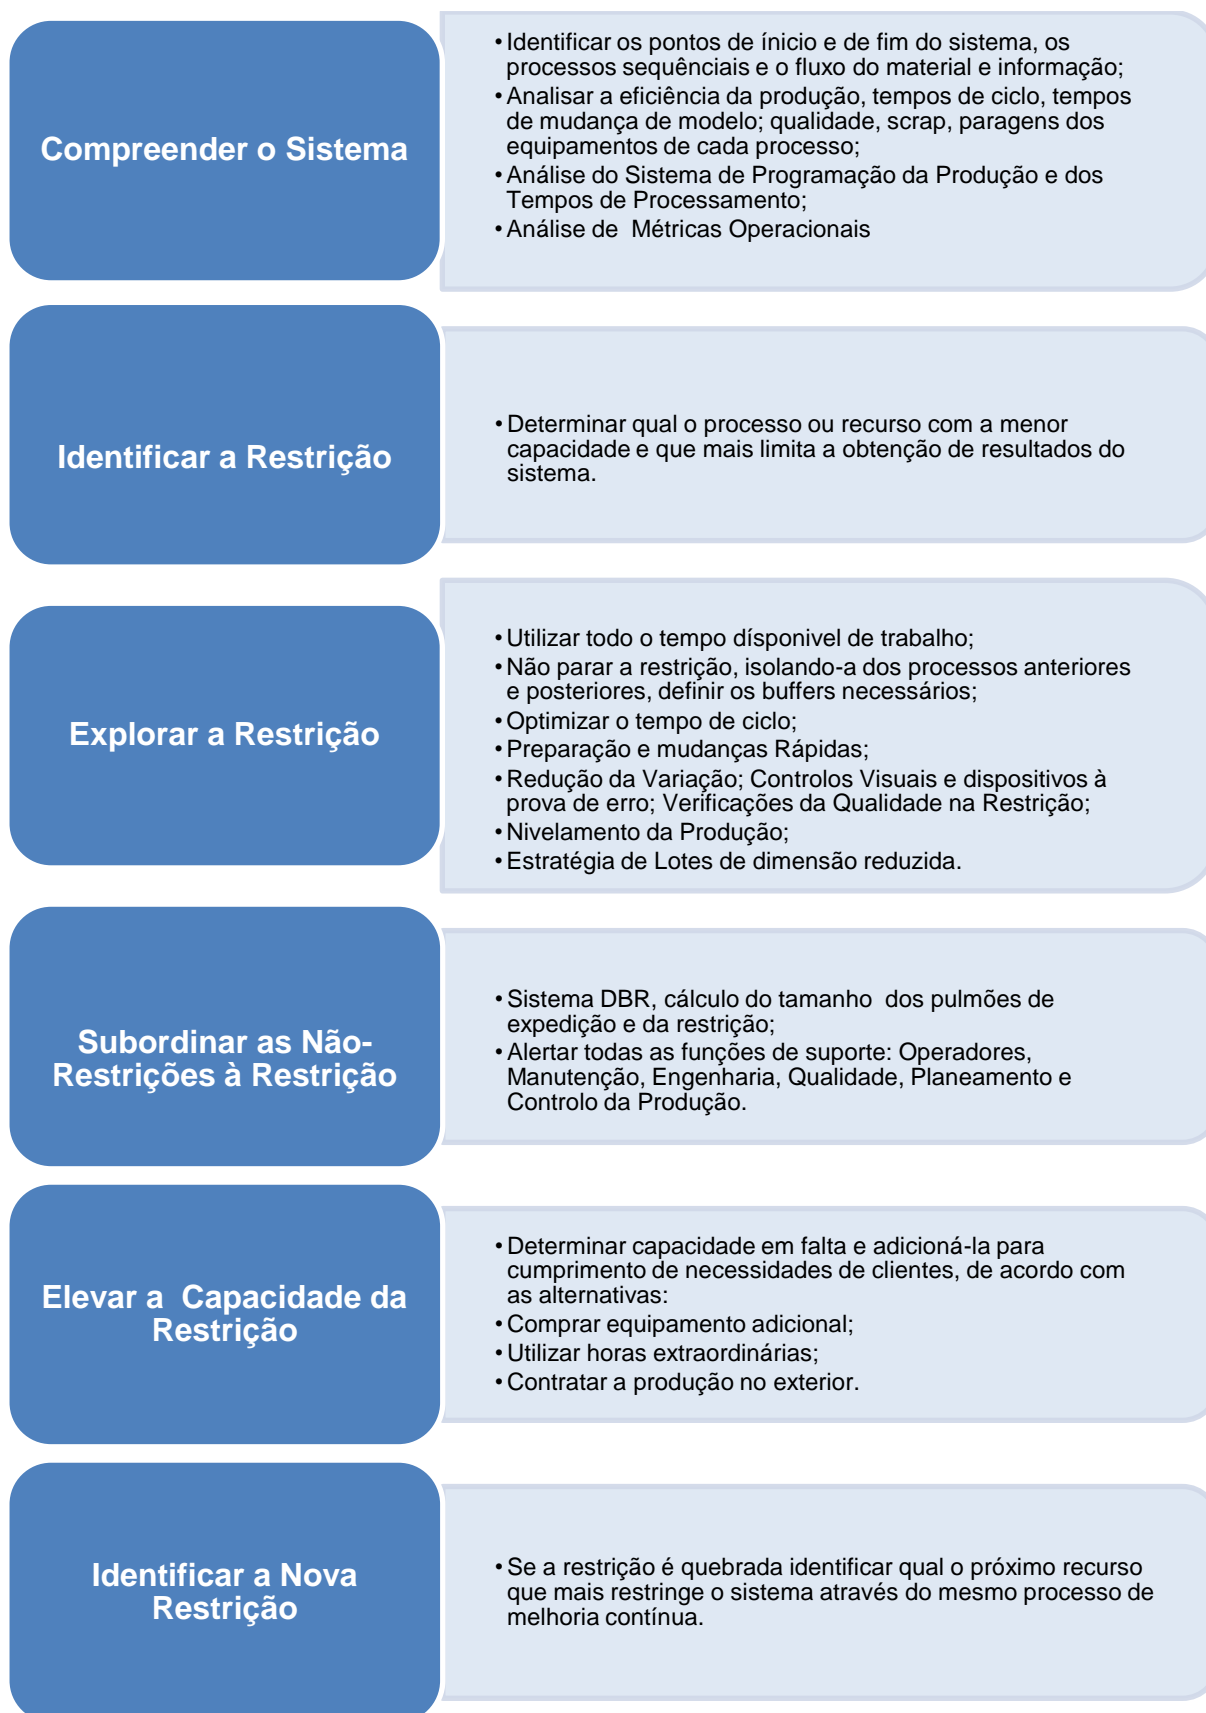 Compreender o Sistema
• Identificar os pontos de ínicio e de fim do sistema, os
processos sequênciais e o fluxo do material e informação;
• Analisar a eficiência da produção, tempos de ciclo, tempos
de mudança de modelo; qualidade, scrap, paragens dos
equipamentos de cada processo;
• Análise do Sistema de Programação da Produção e dos
Tempos de Processamento;
• Análise de  Métricas Operacionais
Identificar a Restrição
• Determinar qual o processo ou recurso com a menor
capacidade e que mais limita a obtenção de resultados do
sistema.
Explorar a Restrição
• Utilizar todo o tempo dísponivel de trabalho;
• Não parar a restrição, isolando-a dos processos anteriores
e posteriores, definir os buffers necessários;
• Optimizar o tempo de ciclo;
• Preparação e mudanças Rápidas;
• Redução da Variação; Controlos Visuais e dispositivos à
prova de erro; Verificações da Qualidade na Restrição;
• Nivelamento da Produção;
• Estratégia de Lotes de dimensão reduzida.
Subordinar as Não-
Restrições à Restrição
• Sistema DBR, cálculo do tamanho  dos pulmões de
expedição e da restrição;
• Alertar todas as funções de suporte: Operadores,
Manutenção, Engenharia, Qualidade, Planeamento e
Controlo da Produção.
Elevar a  Capacidade da
Restrição
• Determinar capacidade em falta e adicioná-la para
cumprimento de necessidades de clientes, de acordo com
as alternativas:
• Comprar equipamento adicional;
• Utilizar horas extraordinárias;
• Contratar a produção no exterior.
Identificar a Nova
Restrição
• Se a restrição é quebrada identificar qual o próximo recurso
que mais restringe o sistema através do mesmo processo de
melhoria contínua.